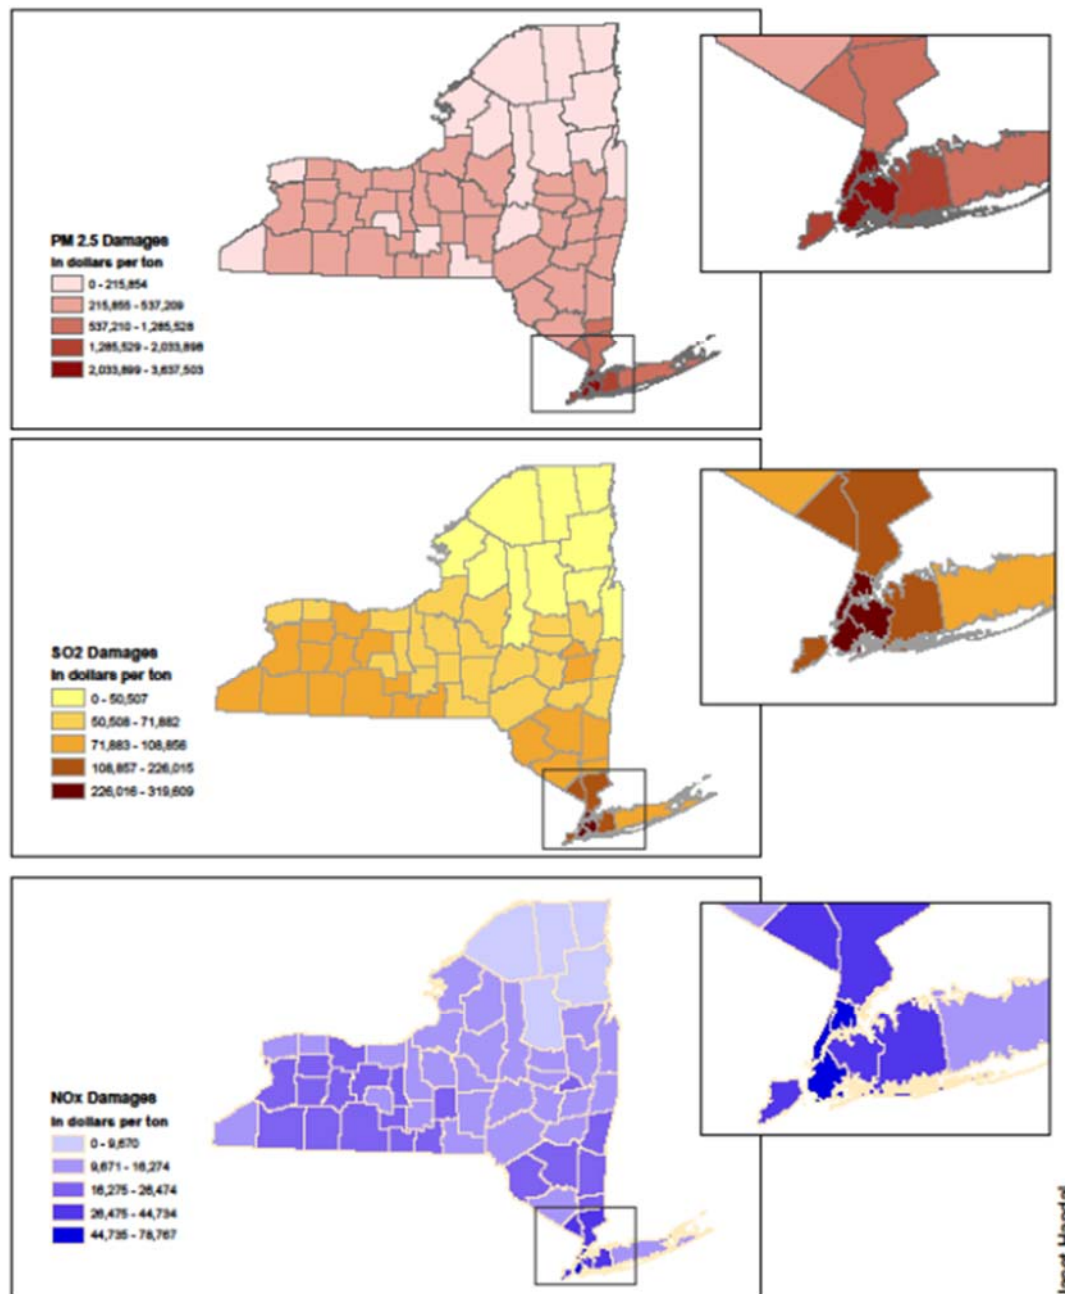 PM 2.5 Damages
In dollars per ton
0 - 215,854
215,855 - 537,209
537,210 - 1,285,528
1,285,529 - 2,033,898
2,033,899 - 3,637,503
SO2 Damages
In dollars per ton
0 - 50,507
50,508 - 71,882
71,883 - 108,856
108,857 - 226,015
226,016 - 319,609
NOx Damages
In dollars per ton
0 - 9,670
9,671 - 16,274
16,275 - 26,474
26,475 - 44,734
44,735 - 78,767